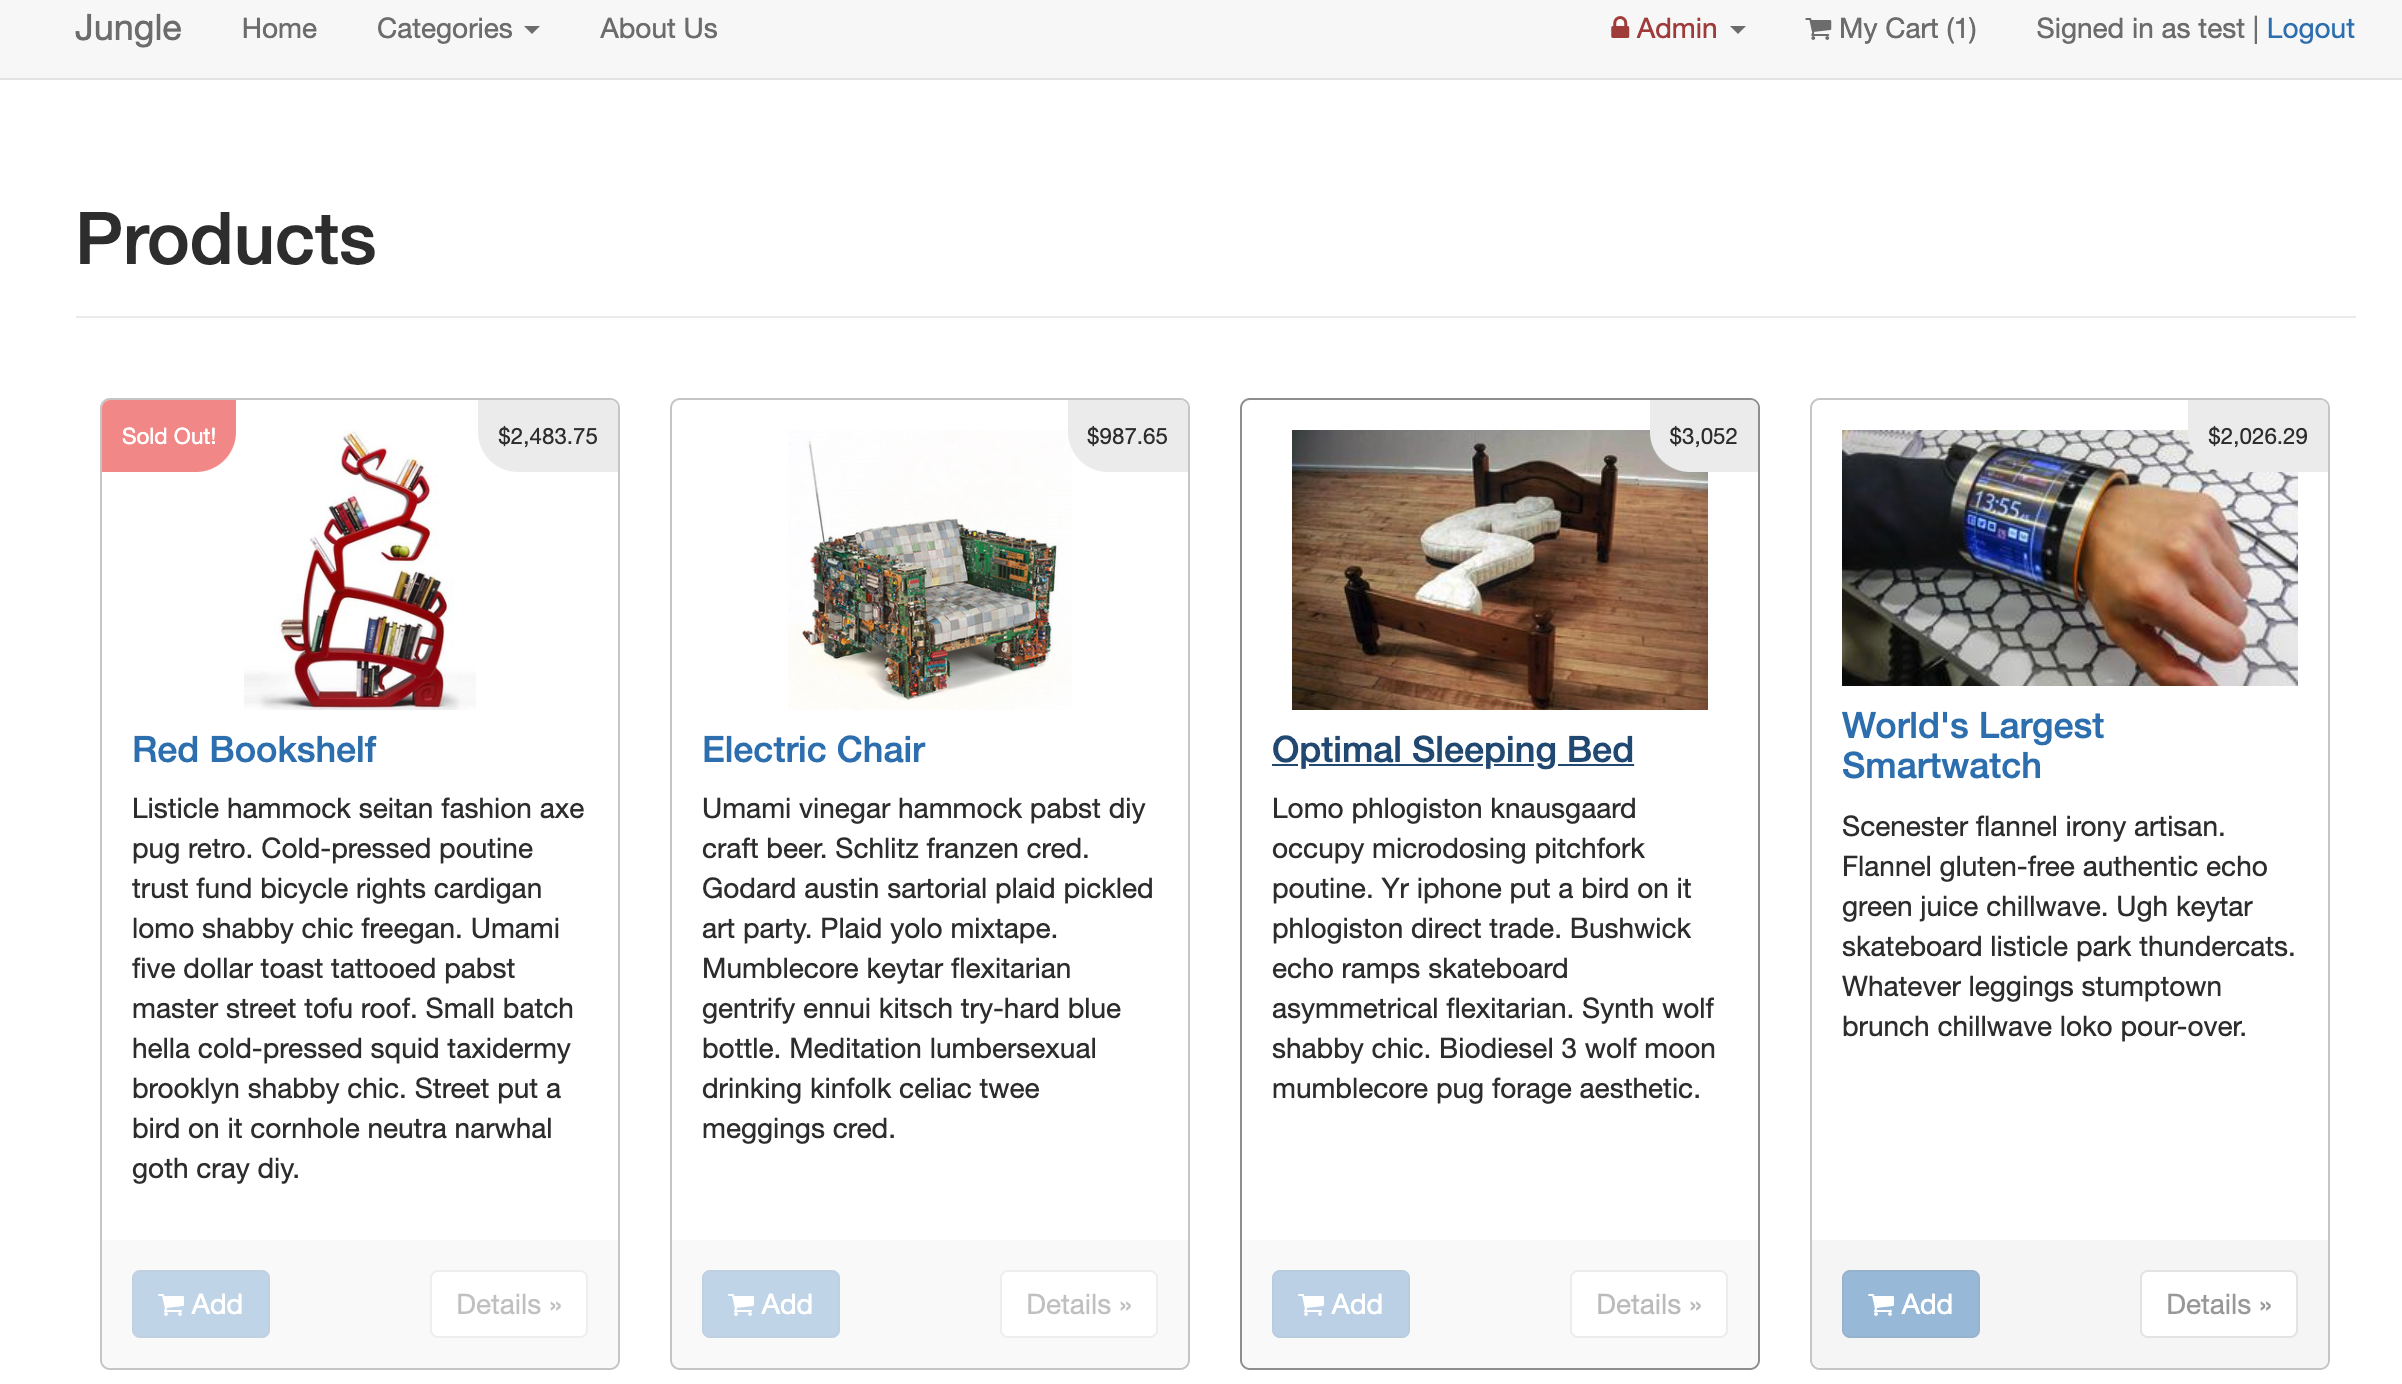 Jungle Home Categories About Us Admin My Cart (1) Signed in as test | Logout
Products
Sold Out!
$2,483.75
Red Bookshelf
Listicle hammock seitan fashion axe
pug retro. Cold-pressed poutine
trust fund bicycle rights cardigan
lomo shabby chic freegan. Umami
five dollar toast tattooed pabst
master street tofu roof. Small batch
hella cold-pressed squid taxidermy
brooklyn shabby chic. Street put a
bird on it cornhole neutra narwhal
goth cray diy.
Add
Details »
$987.65
Electric Chair
Umami vinegar hammock pabst diy
craft beer. Schlitz franzen cred.
Godard austin sartorial plaid pickled
art party. Plaid yolo mixtape.
Mumblecore keytar flexitarian
gentrify ennui kitsch try-hard blue
bottle. Meditation lumbersexual
drinking kinfolk celiac twee
meggings cred.
Add
Details »
$3,052
Optimal Sleeping Bed
Lomo phlogiston knausgaard
occupy microdosing pitchfork
poutine. Yr iphone put a bird on it
phlogiston direct trade. Bushwick
echo ramps skateboard
asymmetrical flexitarian. Synth wolf
shabby chic. Biodiesel 3 wolf moon
mumblecore pug forage aesthetic.
Add
Details »
$2,026.29
13:55
World's Largest
Smartwatch
Scenester flannel irony artisan.
Flannel gluten-free authentic echo
green juice chillwave. Ugh keytar
skateboard listicle park thundercats.
Whatever leggings stumptown
brunch chillwave loko pour-over.
Add
Details »